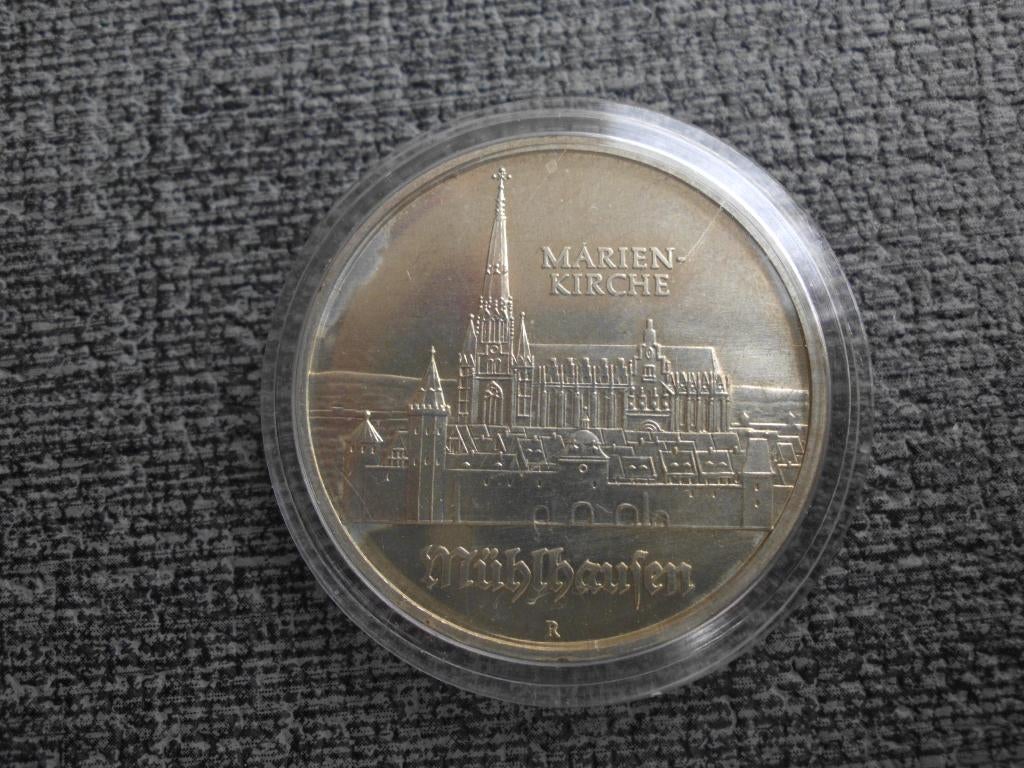 MARIEN-
KIRCHE
Mühlhausen
R